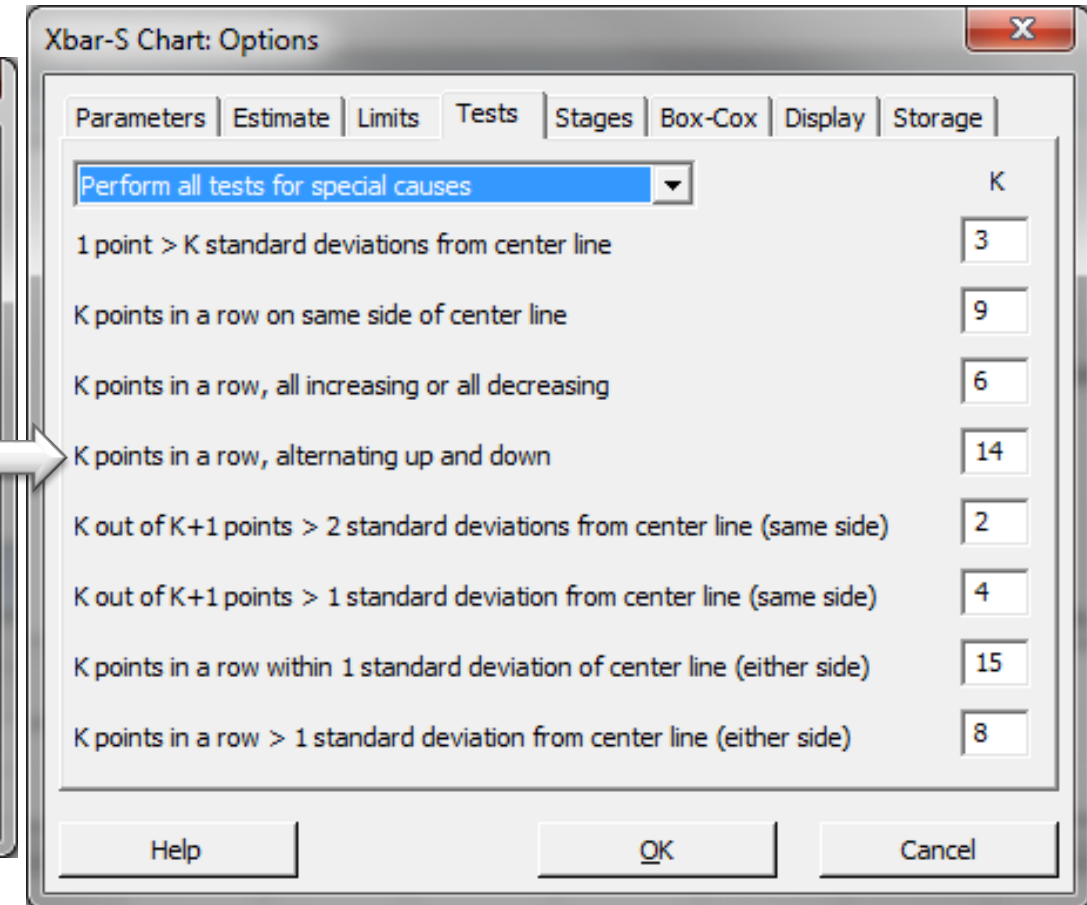 Xbar-S Chart: Options
X
Parameters Estimate Limits Tests Stages Box-Cox Display Storage
Perform all tests for special causes K
1 point > K standard deviations from center line 3
K points in a row on same side of center line 9
K points in a row, all increasing or all decreasing 6
K points in a row, alternating up and down 14
K out of K+1 points > 2 standard deviations from center line (same side) 2
K out of K+1 points > 1 standard deviation from center line (same side) 4
K points in a row within 1 standard deviation of center line (either side) 15
K points in a row > 1 standard deviation from center line (either side) 8
Help OK Cancel